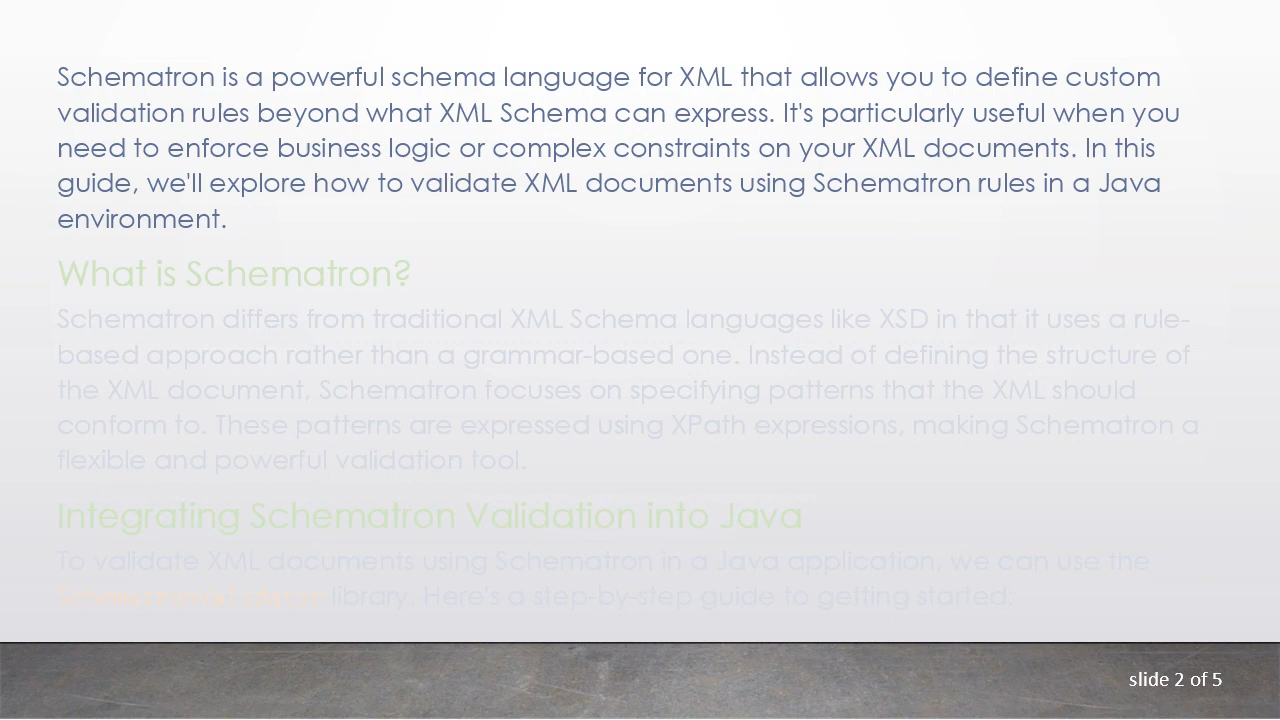 Schematron is a powerful schema language for XML that allows you to define custom
validation rules beyond what XML Schema can express. It's particularly useful when you
need to enforce business logic or complex constraints on your XML documents. In this
guide, we'll explore how to validate XML documents using Schematron rules in a Java
environment.
What is Schematron?
Schematron differs from traditional XML Schema languages like XSD in that it uses a rule-
based approach rather than a grammar-based one. Instead of defining the structure of
the XML document, Schematron focuses on specifying patterns that the XML should
conform to. These patterns are expressed using XPath expressions, making Schematron a
flexible and powerful validation tool.
Integrating Schematron Validation into Java
To validate XML documents using Schematron in a Java application, we can use the
library. Here's a step-by-step guide to getting started:
slide 2 of 5